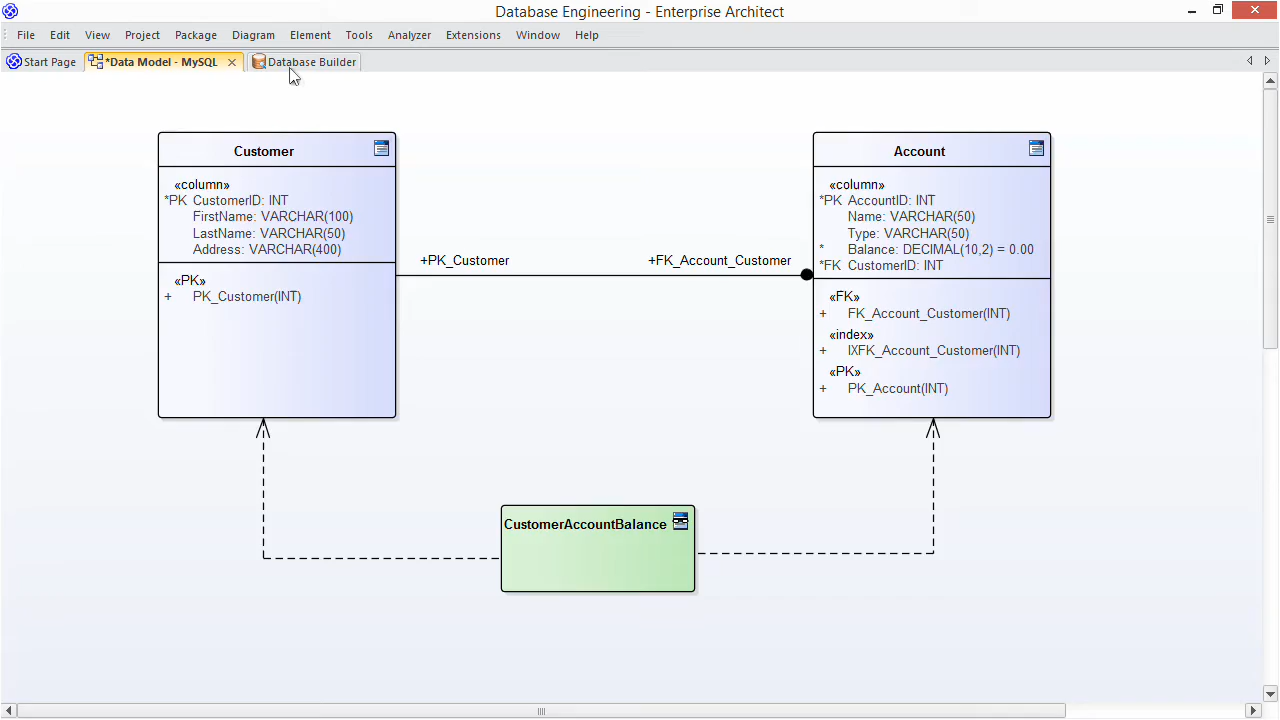 Database Engineering - Enterprise Architect
File Edit View Project Package Diagram Element Tools Analyzer Extensions Window Help
Start Page *Data Model - MySQL Database Builder
Customer
«column»
*PK CustomerID: INT
FirstName: VARCHAR(100)
LastName: VARCHAR(50)
Address: VARCHAR(400)
«PK»
+ PK_Customer(INT)
+PK_Customer
+FK_Account_Customer
Account
«column»
*PK AccountID: INT
Name: VARCHAR(50)
Type: VARCHAR(50)
* Balance: DECIMAL(10,2) = 0.00
*FK CustomerID: INT
«FK»
+ FK_Account_Customer(INT)
«index»
+ IXFK_Account_Customer(INT)
«PK»
+ PK_Account(INT)
CustomerAccountBalance